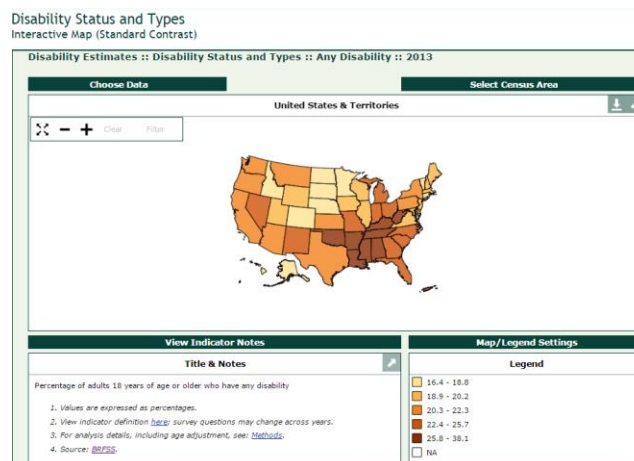 Disability Status and Types
Interactive Map (Standard Contrast)
Disability Estimates :: Disability Status and Types :: Any Disability :: 2013
Choose Data
Select Census Area
United States & Territories
Clear
Filter
View Indicator Notes
Map/Legend Settings
Title & Notes
Legend
Percentage of adults 18 years of age or older who have any disability
1. Values are expressed as percentages.
2. View indicator definition here; survey questions may change across years.
3. For analysis details, including age adjustment, see: Methods.
4. Source: BRFSS.
16.4 - 18.8
18.9 - 20.2
20.3 - 22.3
22.4 - 25.7
25.8 - 38.1
NA